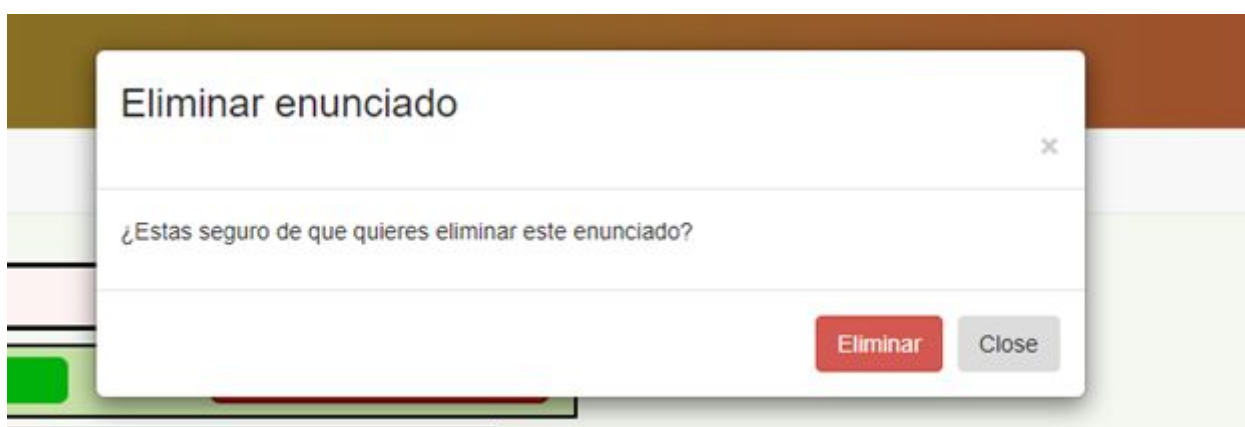 Eliminar enunciado
×
¿Estas seguro de que quieres eliminar este enunciado?
Eliminar Close